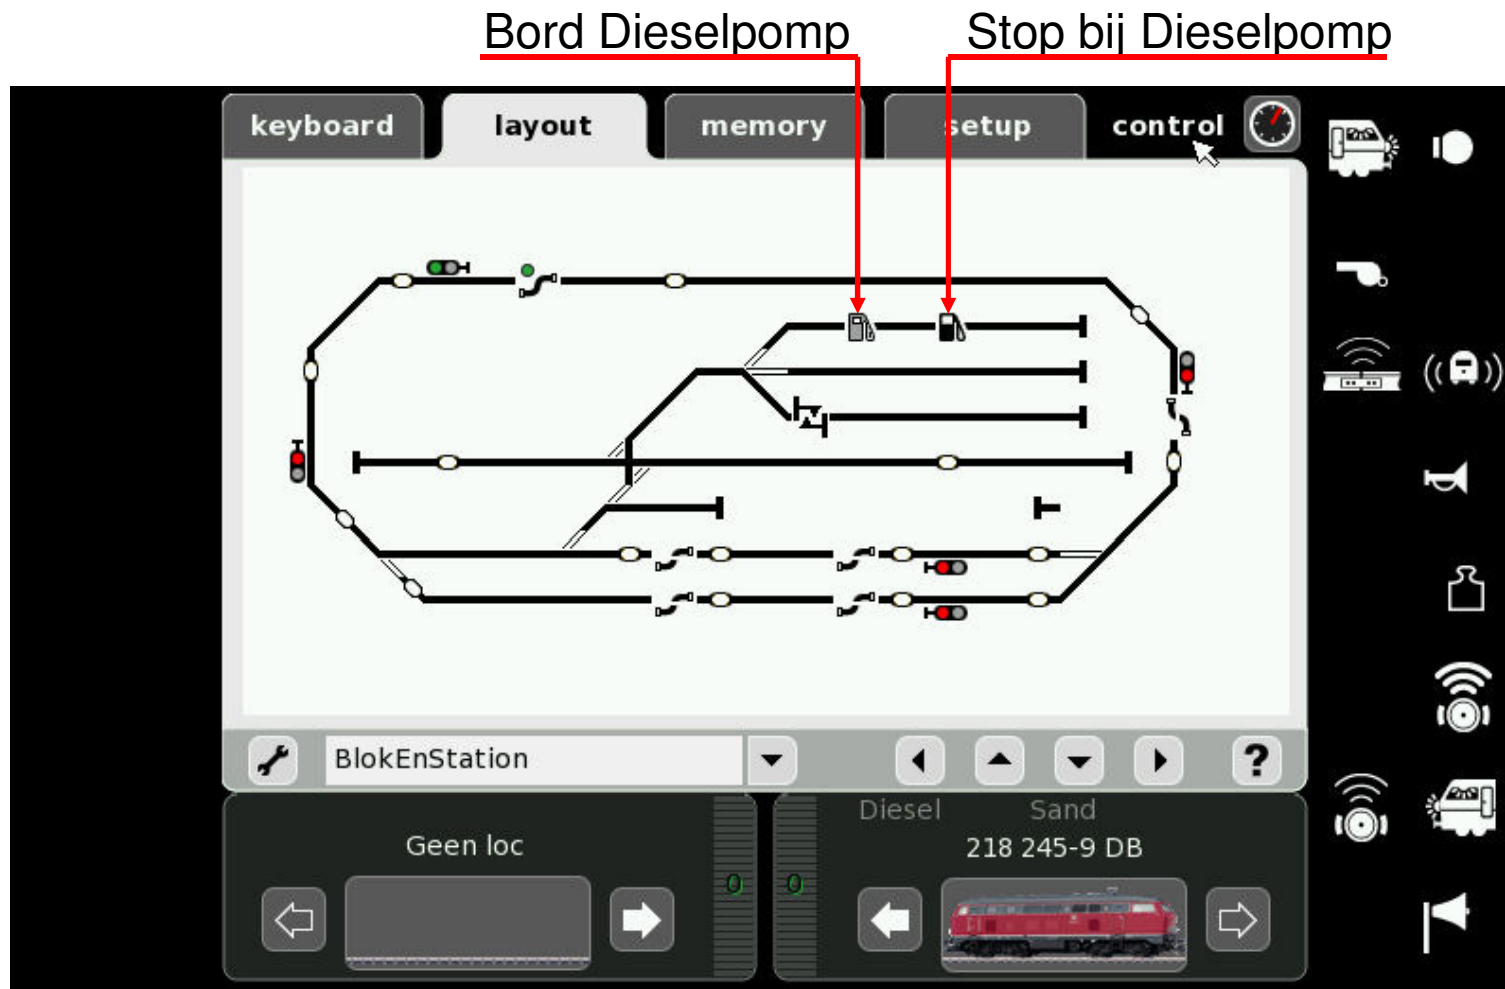 Bord Dieselpomp Stop bij Dieselpomp
keyboard layout memory setup control
BlokEnStation ?
Diesel Sand
Geen loc 218 245-9 DB
0 0